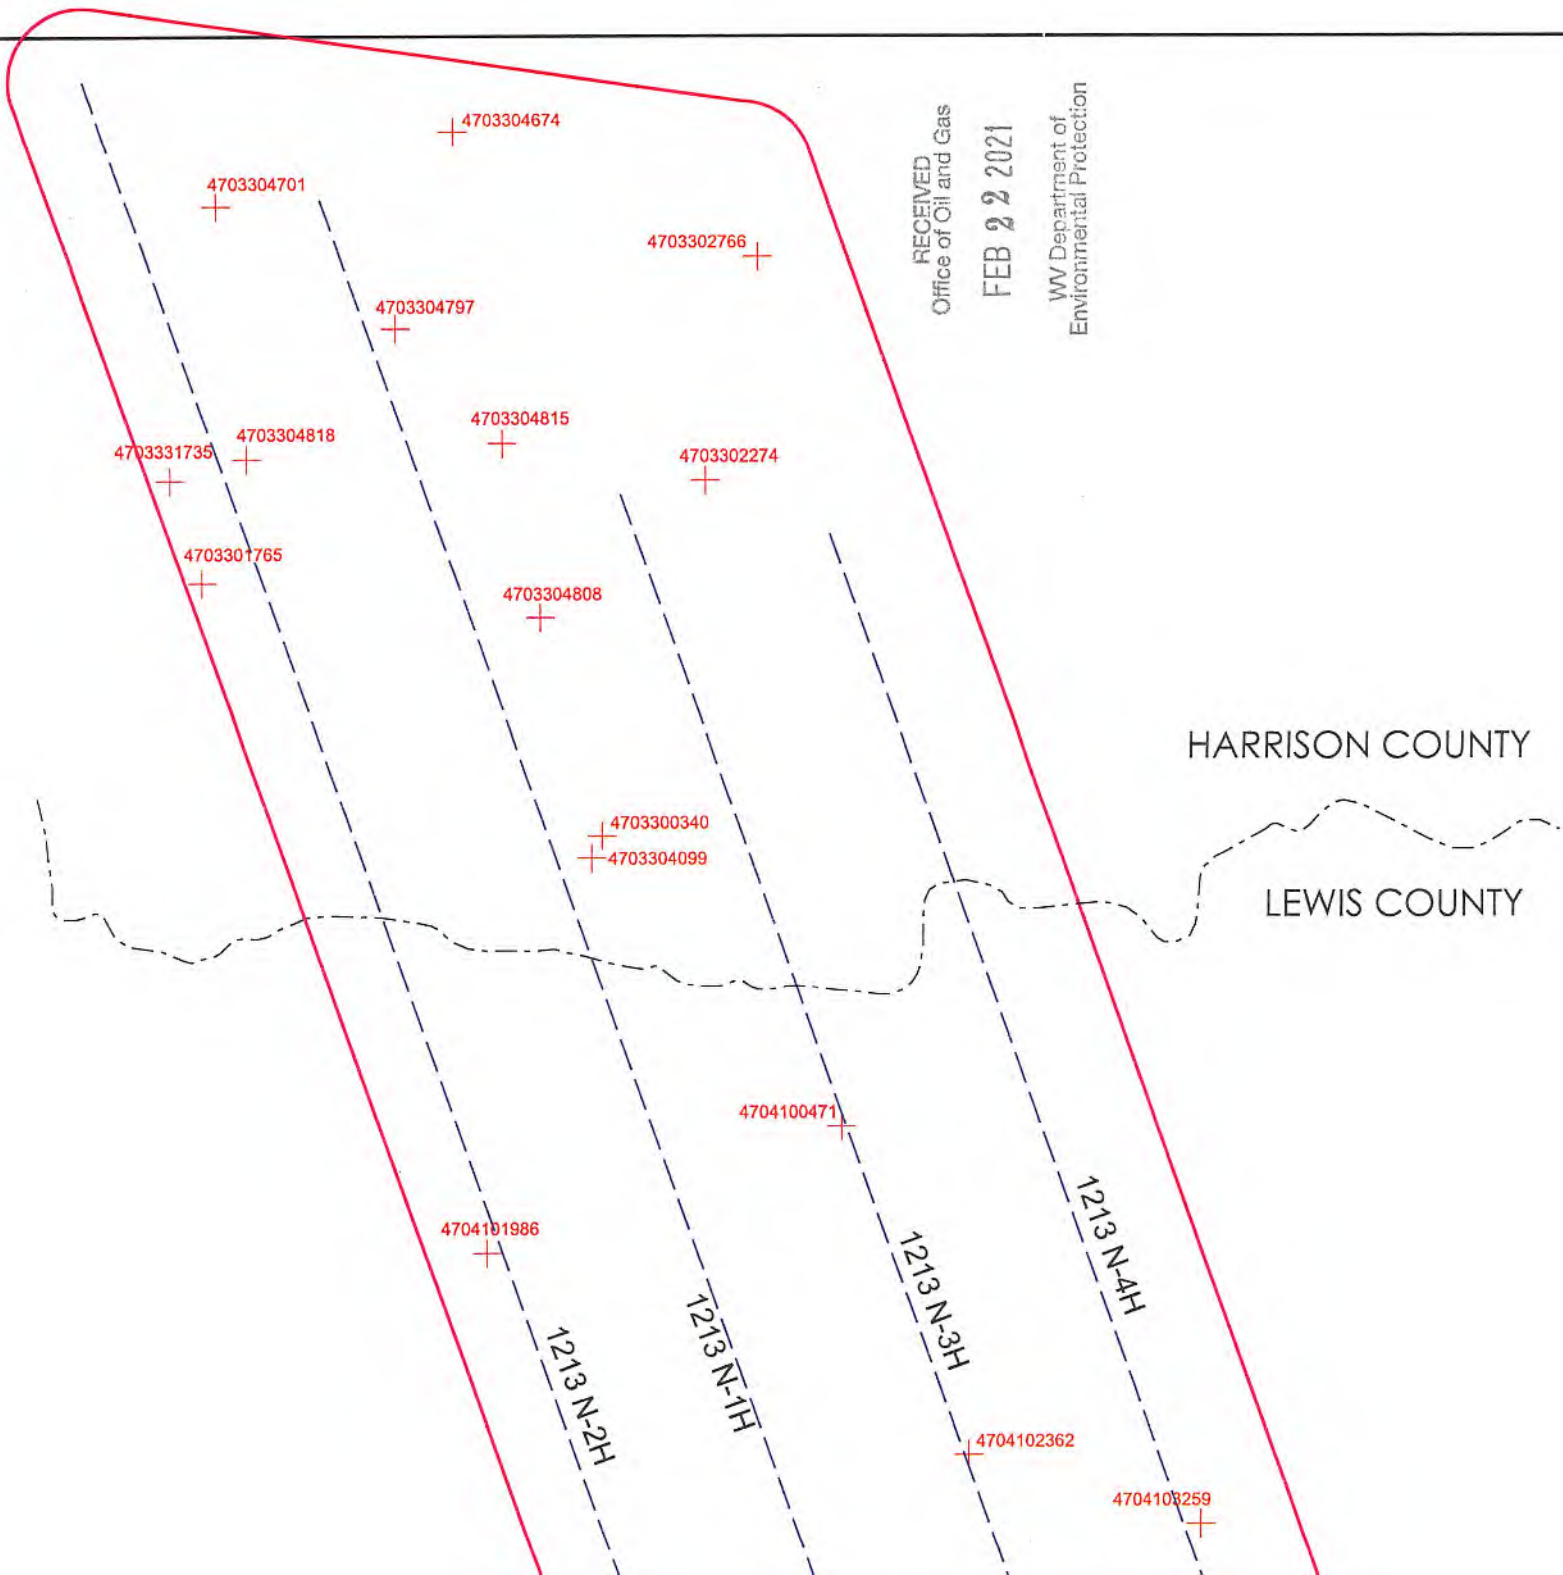 4703304674
4703304701
4703302766
4703304797
4703304815
4703304818
4703331735
4703302274
4703301765
4703304808
4703300340
4703304099
RECEIVED
Office of Oil and Gas
FEB 22 2021
WV Department of
Environmental Protection
HARRISON COUNTY
LEWIS COUNTY
4704100471
4704101986
1213 N-2H
1213 N-1H
1213 N-3H
1213 N-4H
4704102362
4704103259